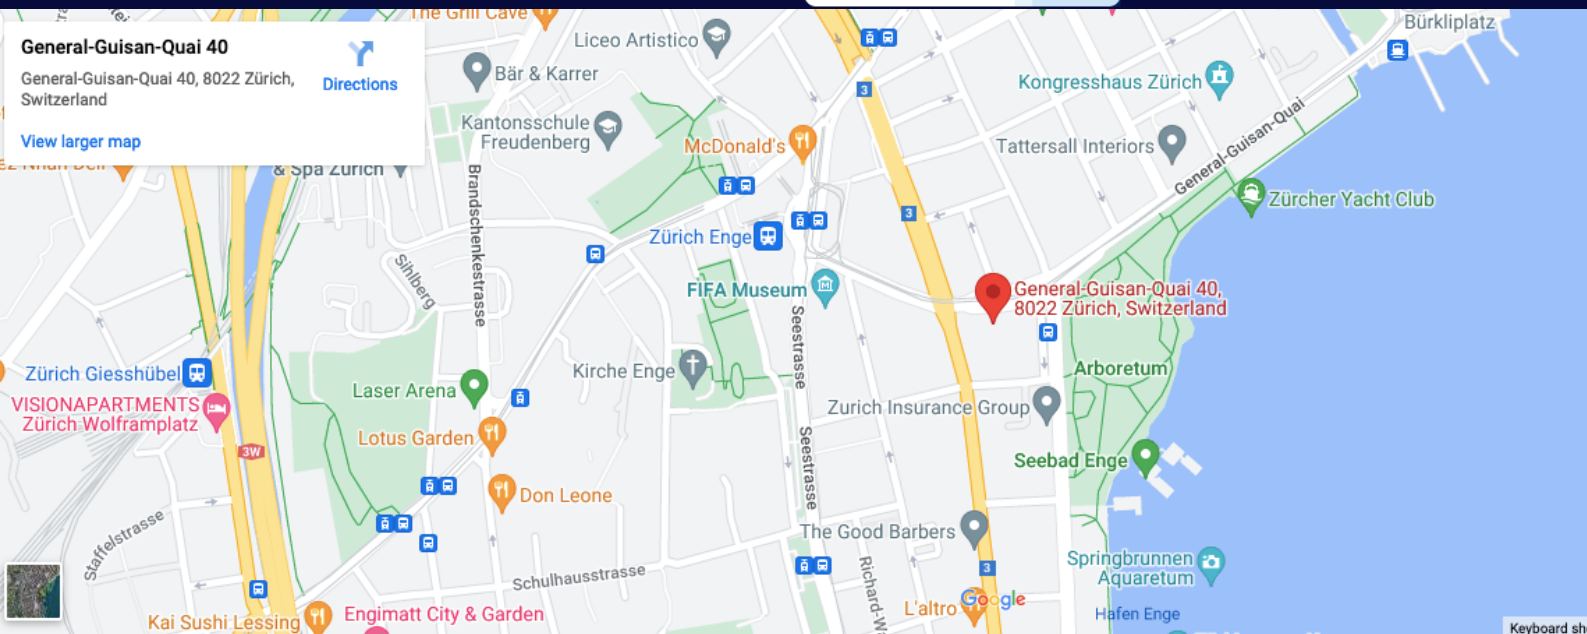 General-Guisan-Quai 40
General-Guisan-Quai 40, 8022 Zürich,
Switzerland
Directions
View larger map
The Grill Cave
Liceo Artistico
Bär & Karrer
Kantonsschule
Freudenberg
McDonald's
3
3
Kongresshaus Zürich
Bürkliplatz
Tattersall Interiors
General-Guisan-Quai
Zürcher Yacht Club
& Spa Zürich
Brandschenkestrasse
Sihlberg
Zürich Enge
FIFA Museum
Seestrasse
General-Guisan-Quai 40,
8022 Zürich, Switzerland
Arboretum
Zürich Giesshübel
VISIONAPARTMENTS
Zürich Wolframplatz
Laser Arena
Kirche Enge
Zurich Insurance Group
Lotus Garden
3W
Seestrasse
Seebad Enge
Don Leone
The Good Barbers
Staffelstrasse
Schulhausstrasse
3
Springbrunnen
Aquaretum
L'altro
Google
Hafen Enge
Kai Sushi Lessing
Engimatt City & Garden